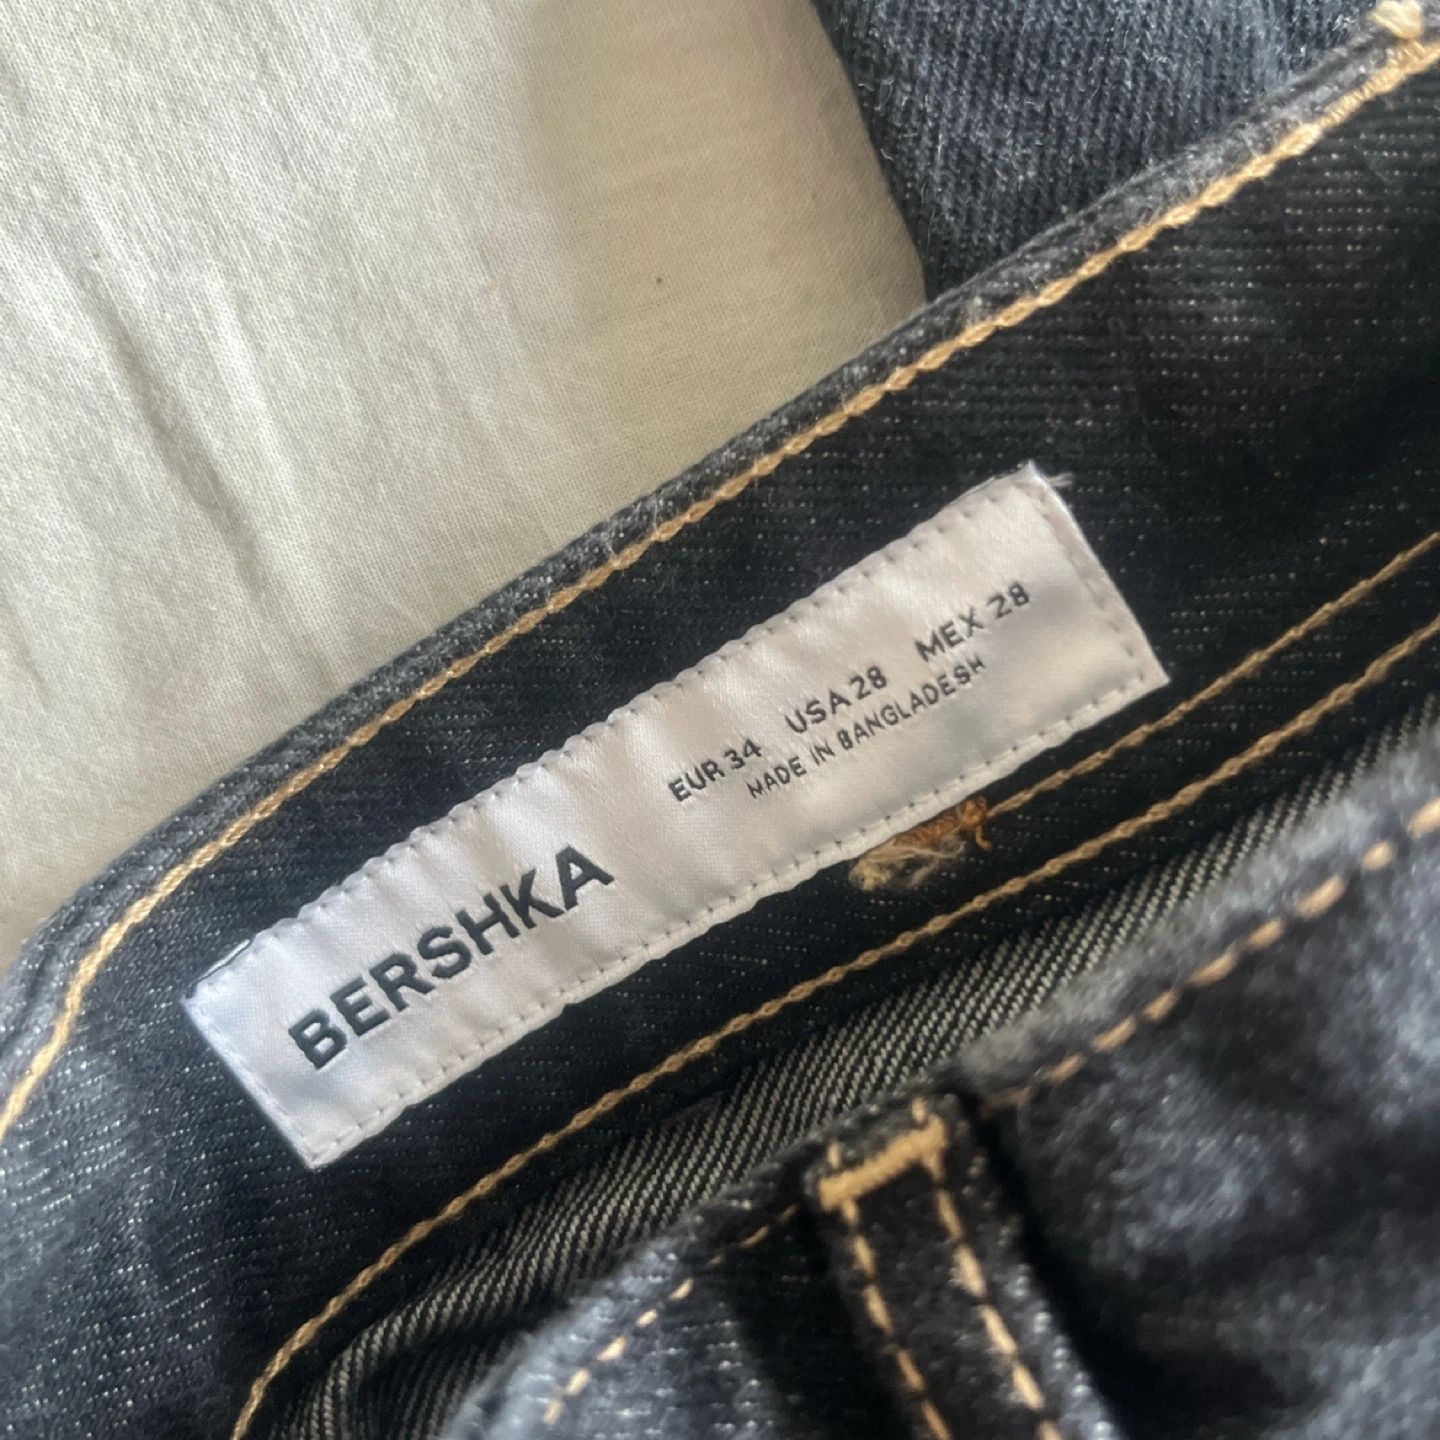 BERSHKA
EUR 34 USA 28 MEX 28
MADE IN BANGLADESH